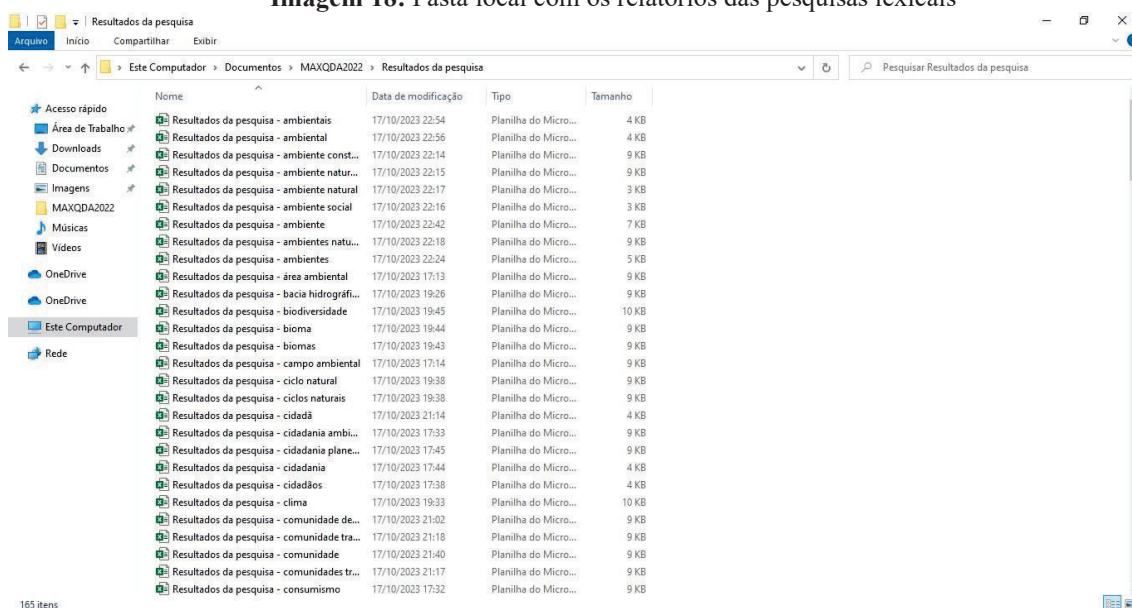 Imagem 18: Pasta local com os relatórios das pesquisas lexicais
Resultados da pesquisa
Arquivo Início Compartilhar Exibir
Este Computador > Documentos > MAXQDA2022 > Resultados da pesquisa
Pesquisar Resultados da pesquisa
Nome Data de modificação Tipo Tamanho
Acesso rápido
Área de Trabalho
Downloads
Documentos
Imagens
MAXQDA2022
Músicas
Vídeos
OneDrive
OneDrive
Este Computador
Rede
Resultados da pesquisa - ambientais 17/10/2023 22:54 Planilha do Micro... 4 KB
Resultados da pesquisa - ambiental 17/10/2023 22:56 Planilha do Micro... 4 KB
Resultados da pesquisa - ambiente const... 17/10/2023 22:14 Planilha do Micro... 9 KB
Resultados da pesquisa - ambiente natur... 17/10/2023 22:15 Planilha do Micro... 9 KB
Resultados da pesquisa - ambiente natural 17/10/2023 22:17 Planilha do Micro... 3 KB
Resultados da pesquisa - ambiente social 17/10/2023 22:16 Planilha do Micro... 3 KB
Resultados da pesquisa - ambiente 17/10/2023 22:42 Planilha do Micro... 7 KB
Resultados da pesquisa - ambientes natu... 17/10/2023 22:18 Planilha do Micro... 9 KB
Resultados da pesquisa - ambientes 17/10/2023 22:24 Planilha do Micro... 5 KB
Resultados da pesquisa - área ambiental 17/10/2023 17:13 Planilha do Micro... 9 KB
Resultados da pesquisa - bacia hidrográfi... 17/10/2023 19:26 Planilha do Micro... 9 KB
Resultados da pesquisa - biodiversidade 17/10/2023 19:45 Planilha do Micro... 10 KB
Resultados da pesquisa - bioma 17/10/2023 19:44 Planilha do Micro... 9 KB
Resultados da pesquisa - biomas 17/10/2023 19:43 Planilha do Micro... 9 KB
Resultados da pesquisa - campo ambiental 17/10/2023 17:14 Planilha do Micro... 9 KB
Resultados da pesquisa - ciclo natural 17/10/2023 19:38 Planilha do Micro... 9 KB
Resultados da pesquisa - ciclos naturais 17/10/2023 19:38 Planilha do Micro... 9 KB
Resultados da pesquisa - cidadã 17/10/2023 21:14 Planilha do Micro... 4 KB
Resultados da pesquisa - cidadania ambi... 17/10/2023 17:33 Planilha do Micro... 9 KB
Resultados da pesquisa - cidadania plane... 17/10/2023 17:45 Planilha do Micro... 9 KB
Resultados da pesquisa - cidadania 17/10/2023 17:44 Planilha do Micro... 4 KB
Resultados da pesquisa - cidadãos 17/10/2023 17:38 Planilha do Micro... 4 KB
Resultados da pesquisa - clima 17/10/2023 19:33 Planilha do Micro... 10 KB
Resultados da pesquisa - comunidade de... 17/10/2023 21:02 Planilha do Micro... 9 KB
Resultados da pesquisa - comunidade tra... 17/10/2023 21:18 Planilha do Micro... 9 KB
Resultados da pesquisa - comunidade 17/10/2023 21:40 Planilha do Micro... 9 KB
Resultados da pesquisa - comunidades tr... 17/10/2023 21:17 Planilha do Micro... 9 KB
Resultados da pesquisa - consumismo 17/10/2023 17:32 Planilha do Micro... 9 KB
165 itens